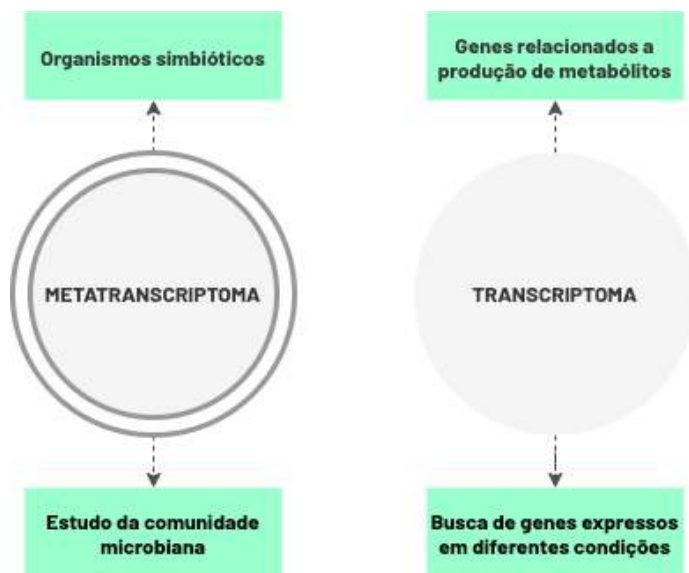 Organismos simbióticos
Genes relacionados a
produção de metabólitos
METATRANSCRIPTOMA
TRANSCRIPTOMA
Estudo da comunidade
microbiana
Busca de genes expressos
em diferentes condições